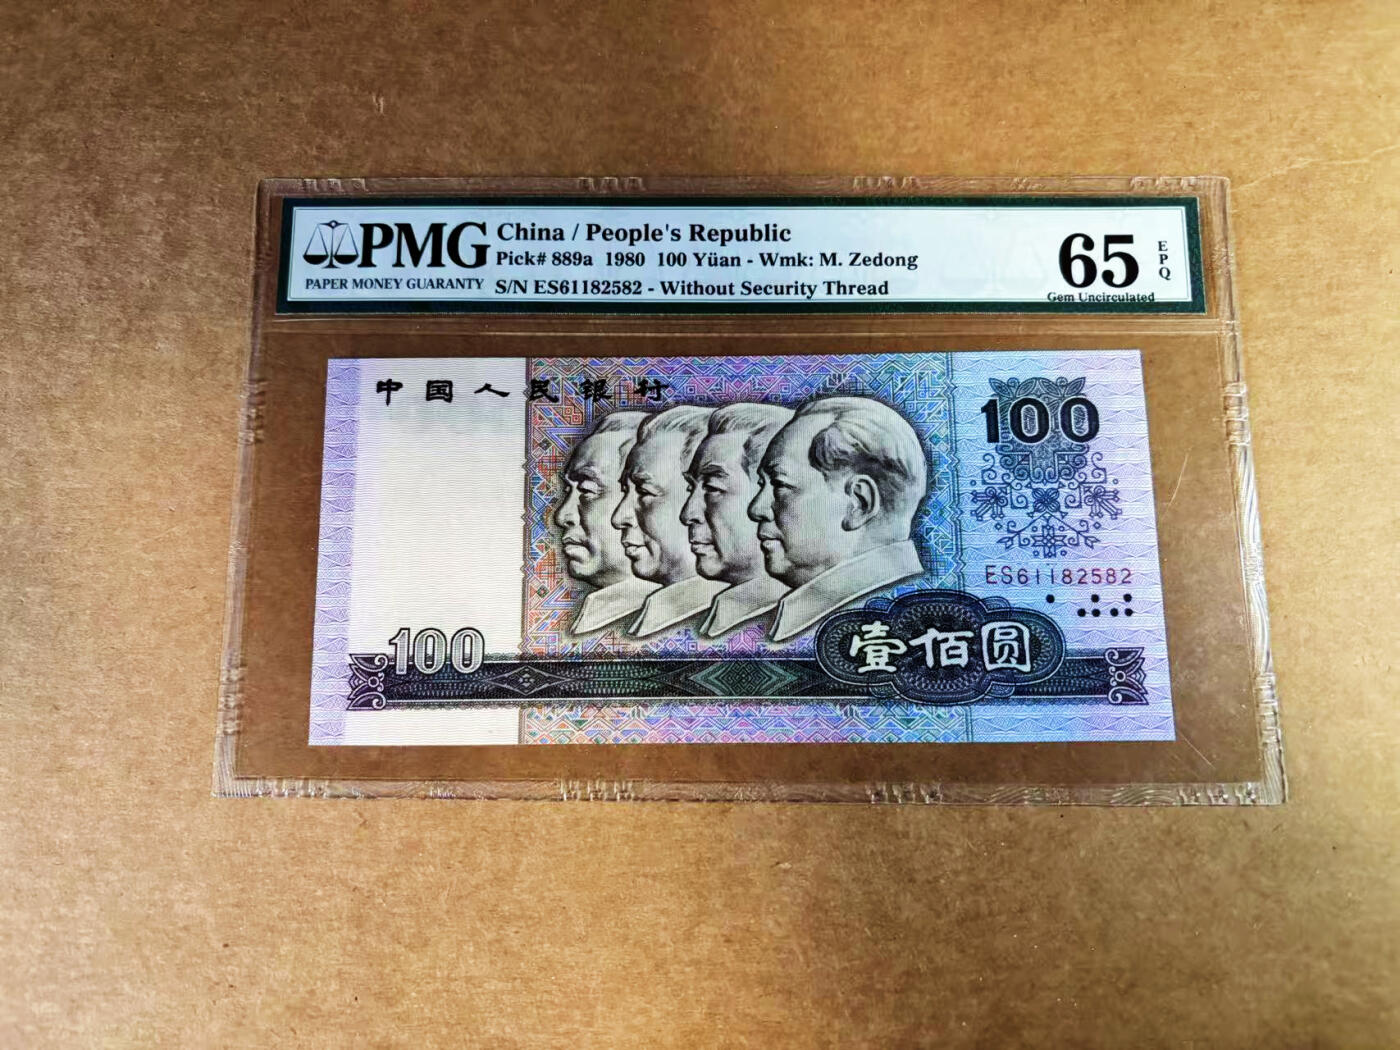 PMG
PAPER MONEY GUARANTY
China / People's Republic
Pick# 889a 1980 100 Yüan - Wmk: M. Zedong
S/N ES61182582 - Without Security Thread
65
EPQ
Gem Uncirculated
中国人民银行
100
ES61182582
100
壹佰圆